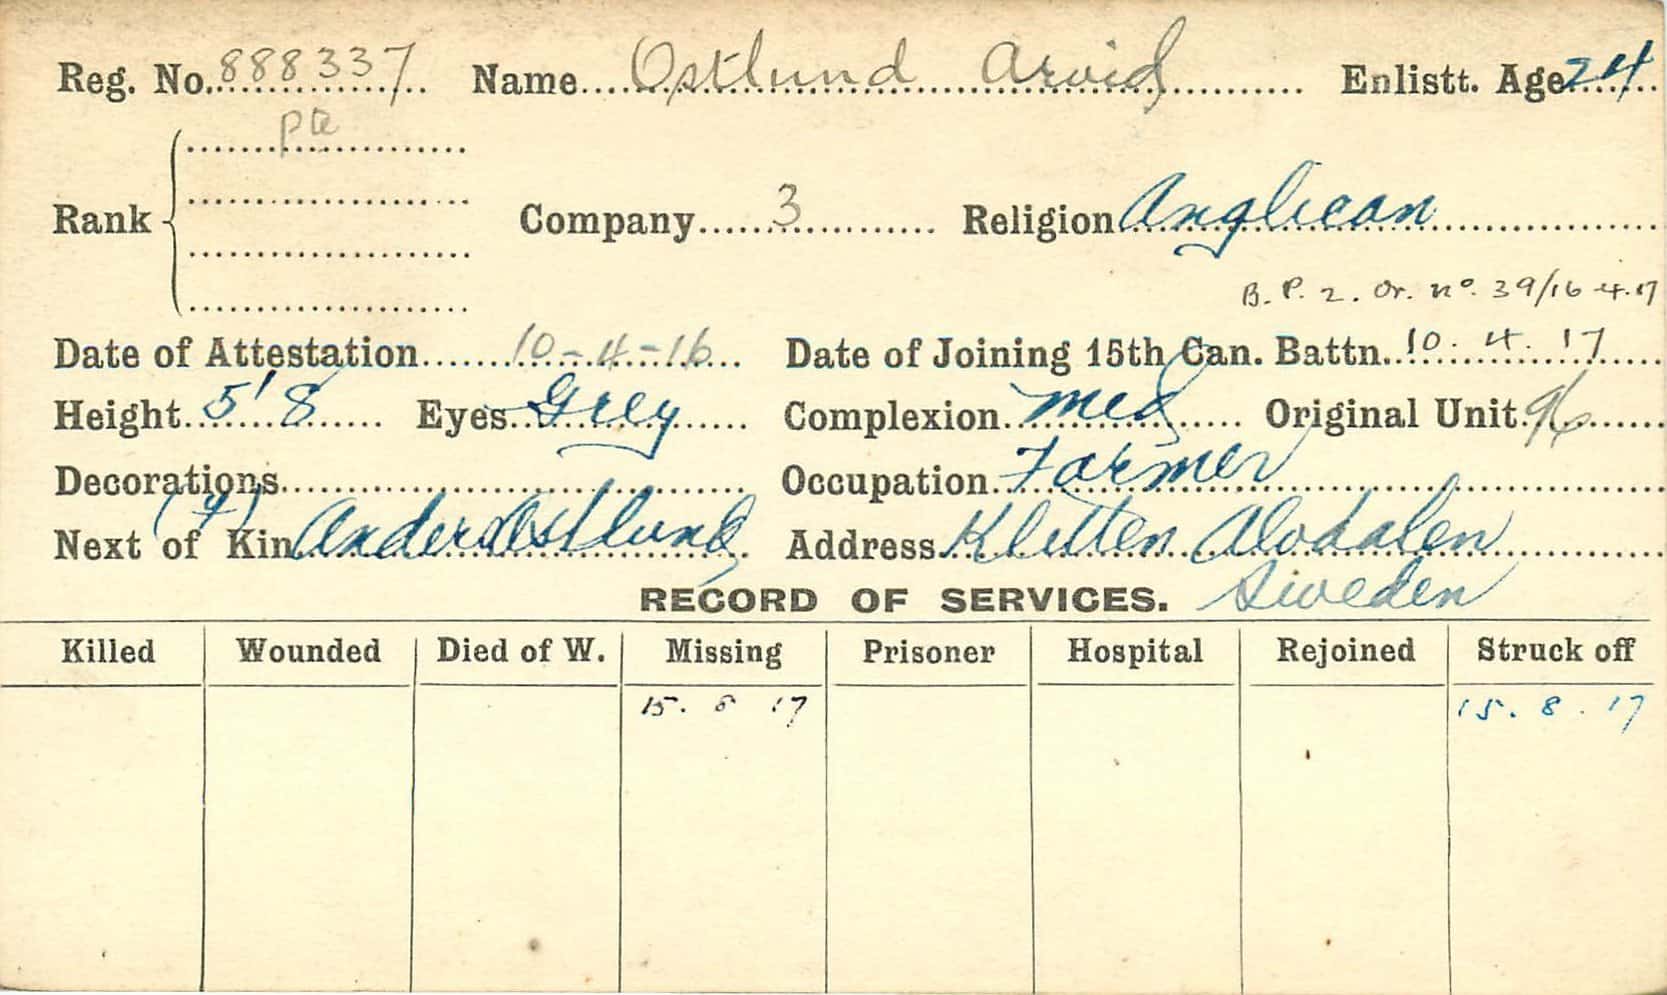 Reg. No. 888337 Name Ostlund Arvid Enlistt. Age 24
Pte
Rank Company 3 Religion Anglican
B. P. 2. Or. No. 39/16-4-17
Date of Attestation 10-4-16 Date of Joining 15th Can. Battn. 10. 4. 17
Height 5' 8 Eyes Grey Complexion Med Original Unit 96
Decorations Occupation Farmer
(f)
Next of Kin Anders Ostlund Address Kletten Alvdalen
RECORD OF SERVICES. Sweden
Killed Wounded Died of W. Missing Prisoner Hospital Rejoined Struck off
15. 8 17 15. 8. 17